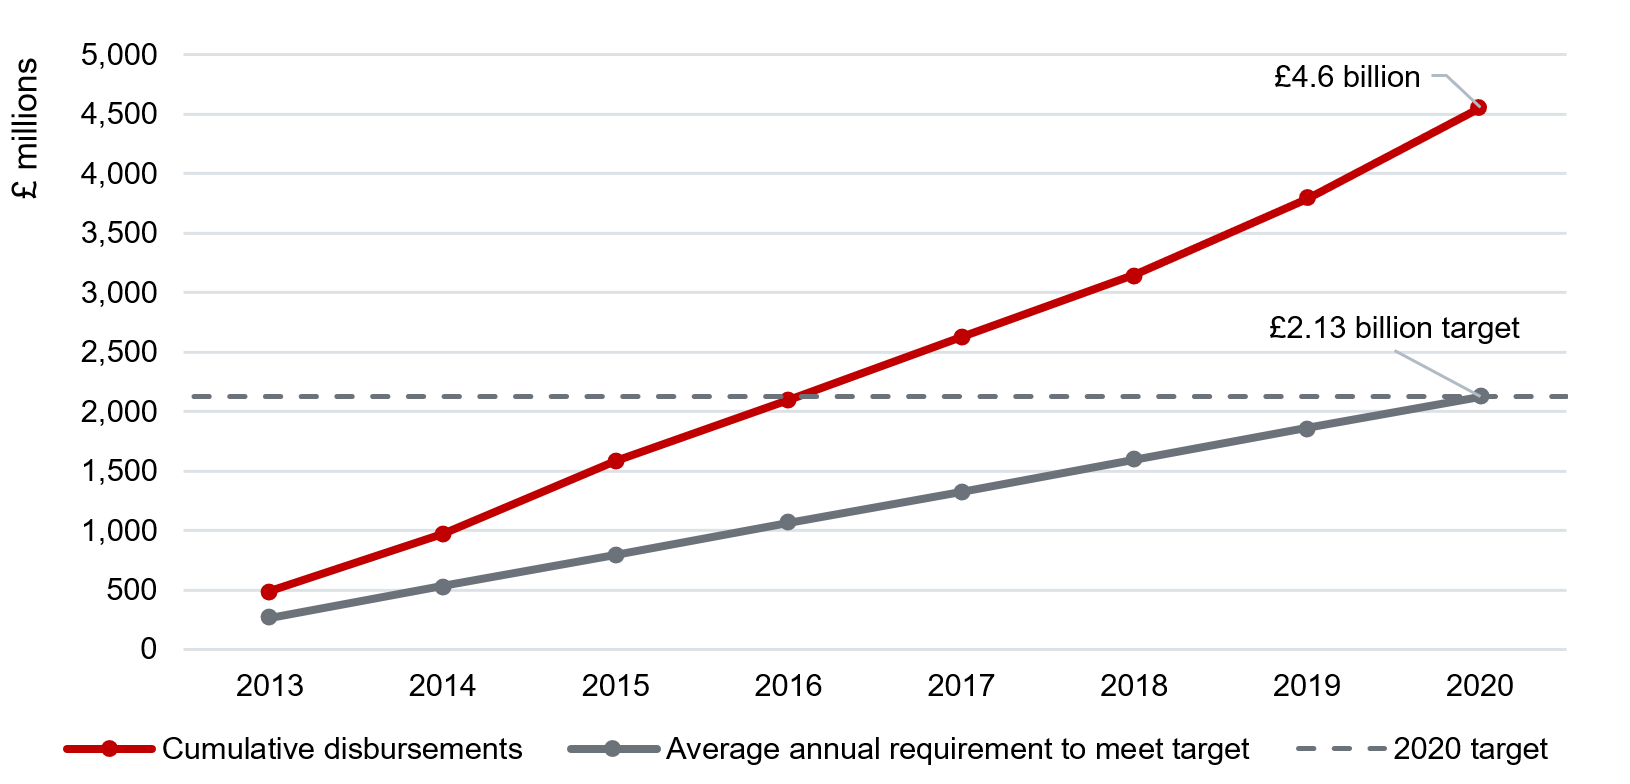 £ millions
5,000
4,500
4,000
3,500
3,000
2,500
2,000
1,500
1,000
500
0
£4.6 billion
£2.13 billion target
2013 2014 2015 2016 2017 2018 2019 2020
Cumulative disbursements Average annual requirement to meet target 2020 target